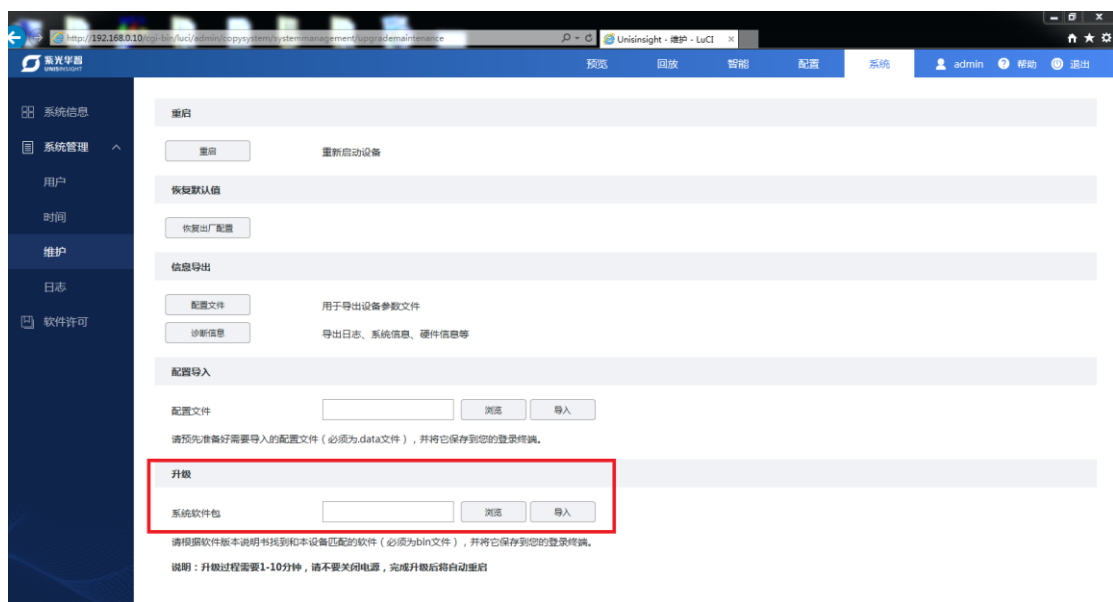 http://192.168.0.10/cgi-bin/luci/admin/copysystem/systemmanagement/upgrademaintenance
Unisinsight - 维护 - LuCI
紫光华智
UNISINSIGHT
预览 回放 智能 配置 系统 admin 帮助 退出
系统信息
系统管理
用户
时间
维护
日志
软件许可
重启
重启 重新启动设备
恢复默认值
恢复出厂配置
信息导出
配置文件 用于导出设备参数文件
诊断信息 导出日志、系统信息、硬件信息等
配置导入
配置文件 浏览 导入
请预先准备好需要导入的配置文件（必须为.data文件），并将它保存到您的登录终端。
升级
系统软件包 浏览 导入
请根据软件版本说明书找到和本设备匹配的软件（必须为bin文件），并将它保存到您的登录终端。
说明：升级过程需要1-10分钟，请不要关闭电源，完成升级后将自动重启